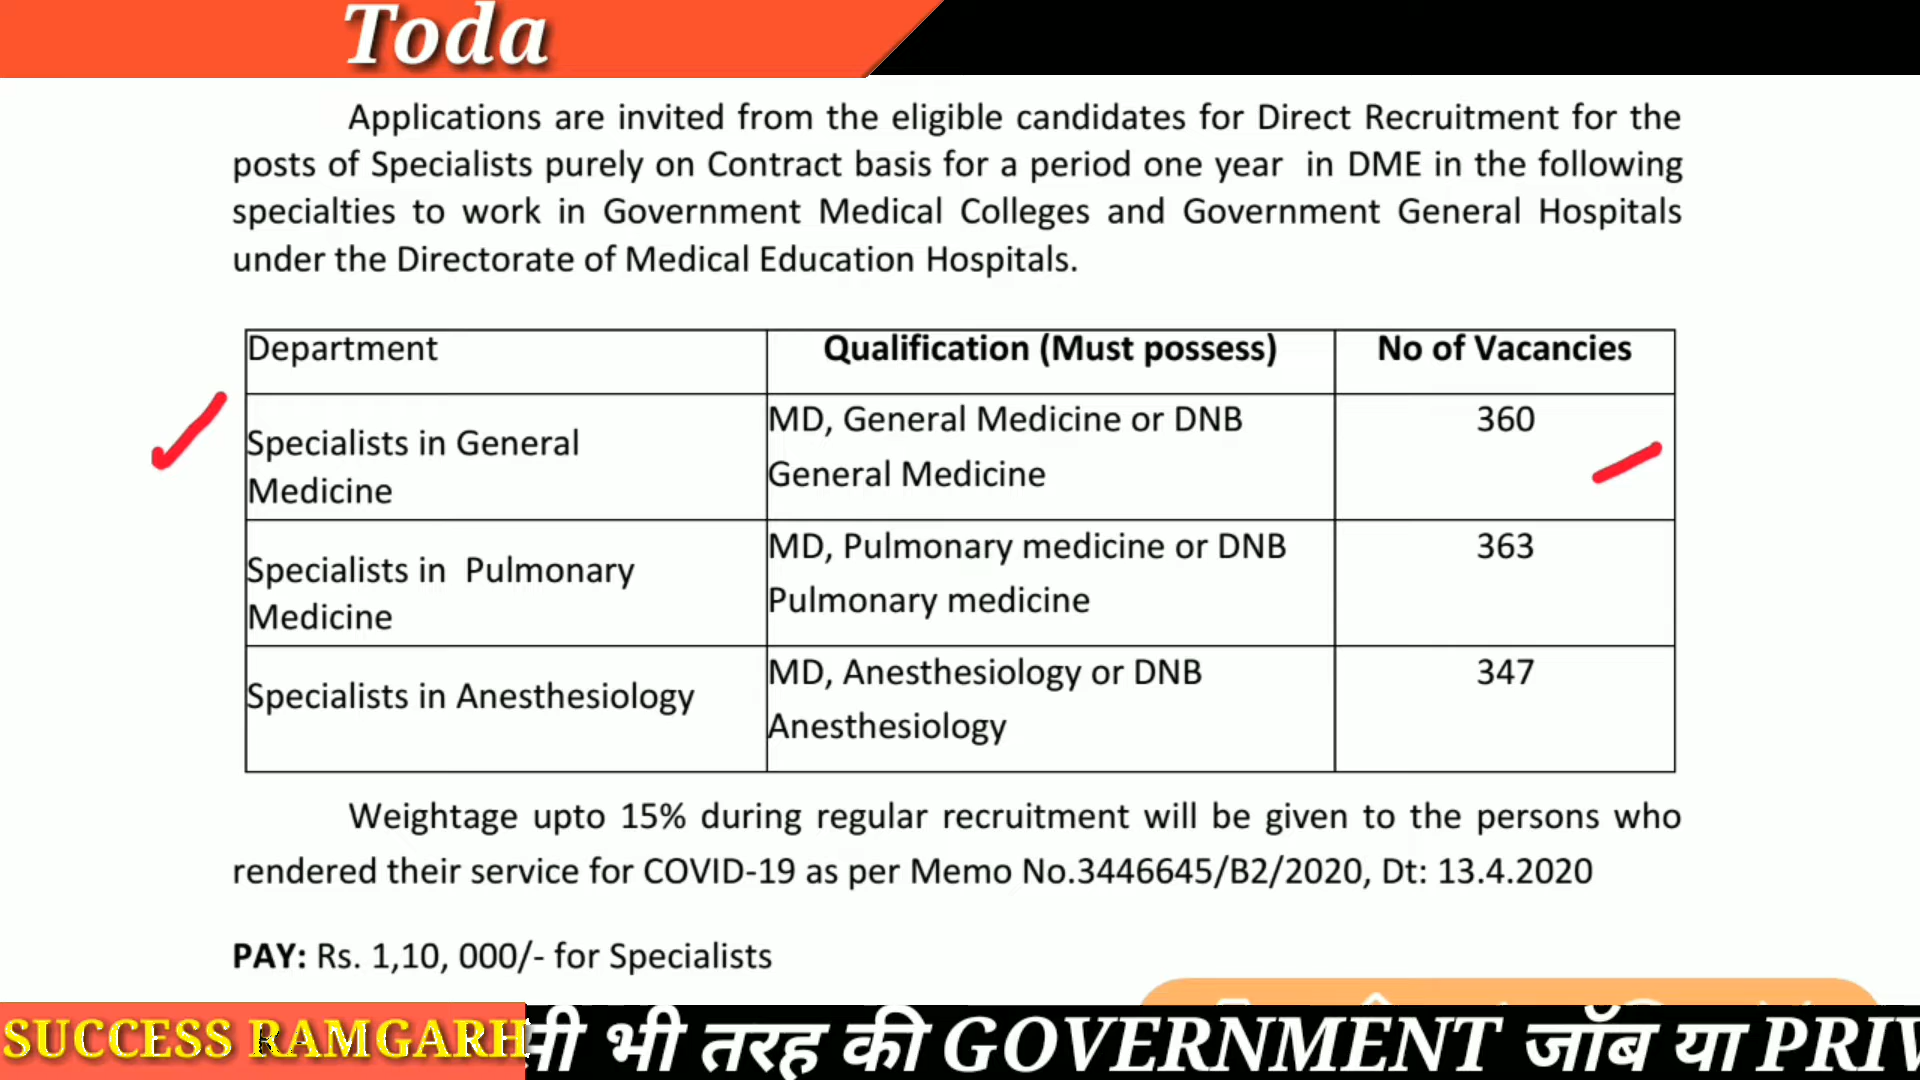 Toda
Applications are invited from the eligible candidates for Direct Recruitment for the
posts of Specialists purely on Contract basis for a period one year in DME in the following
specialties to work in Government Medical Colleges and Government General Hospitals
under the Directorate of Medical Education Hospitals.
Department Qualification (Must possess) No of Vacancies
Specialists in General
Medicine
MD, General Medicine or DNB
General Medicine
360
Specialists in Pulmonary
Medicine
MD, Pulmonary medicine or DNB
Pulmonary medicine
363
Specialists in Anesthesiology
MD, Anesthesiology or DNB
Anesthesiology
347
Weightage upto 15% during regular recruitment will be given to the persons who
rendered their service for COVID-19 as per Memo No.3446645/B2/2020, Dt: 13.4.2020
PAY: Rs. 1,10, 000/- for Specialists
SUCCESS RAMGARH
भी तरह की GOVERNMENT जॉब या